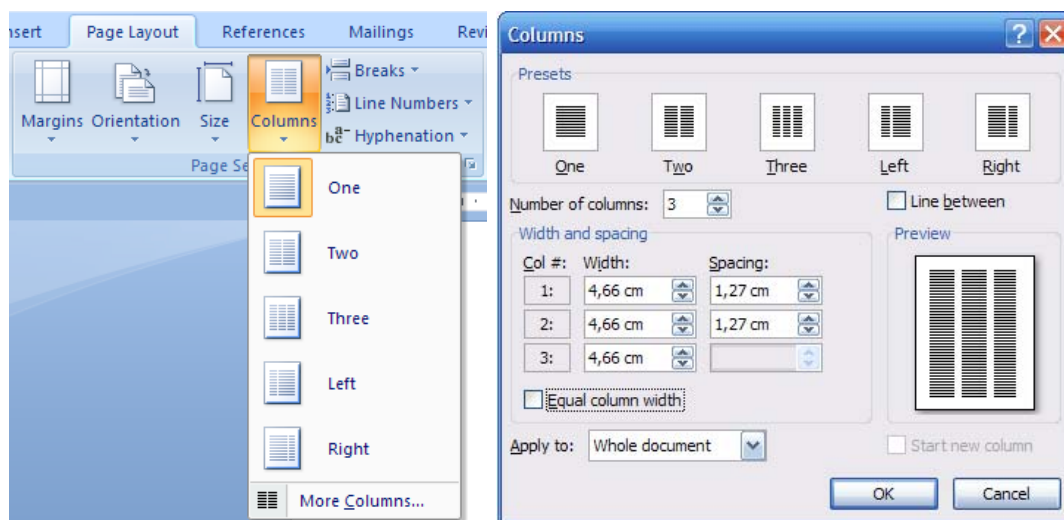 nsert Page Layout References Mailings Revi
Margins Orientation Size Columns
Breaks
Line Numbers
Hyphenation
Page Se
One
Two
Three
Left
Right
More Columns...
Columns
Presets
One Two Three Left Right
Number of columns: 3
Line between
Width and spacing
Preview
Col #: Width: Spacing:
1: 4,66 cm 1,27 cm
2: 4,66 cm 1,27 cm
3: 4,66 cm
Equal column width
Apply to: Whole document
Start new column
OK Cancel